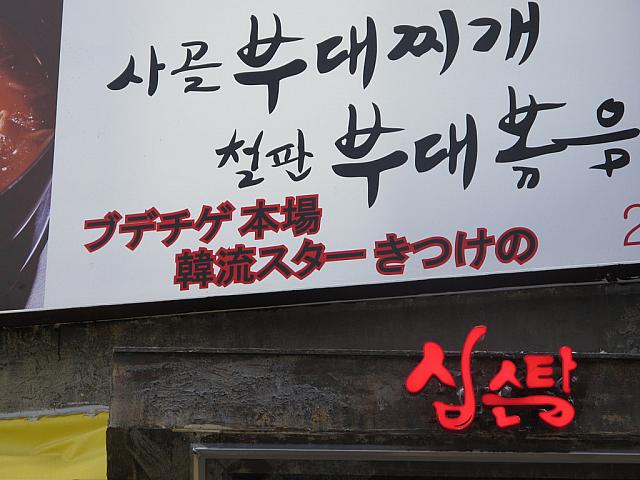 사골 부대찌개
철판 부대볶음
ブデチゲ 本場
韓流スター きつけの
2
심슨탕